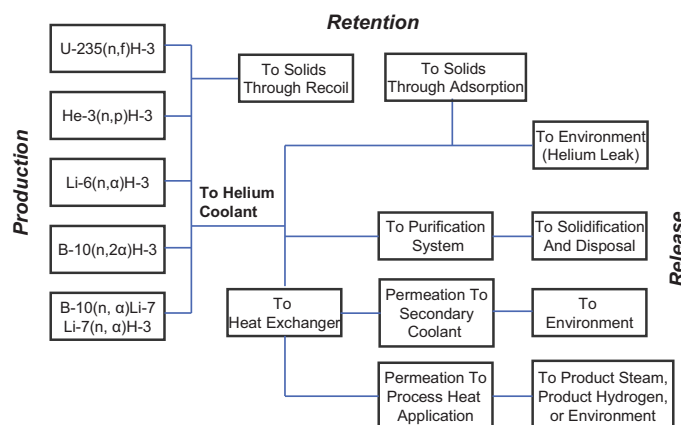 Retention
Production
U-235(n,f)H-3
He-3(n,p)H-3
Li-6(n,α)H-3
B-10(n,2α)H-3
B-10(n, α)Li-7
Li-7(n, α)H-3
To Solids
Through Recoil
To Solids
Through Adsorption
To Environment
(Helium Leak)
To Helium
Coolant
To Purification
System
To Solidification
And Disposal
Release
To
Heat Exchanger
Permeation To
Secondary
Coolant
To
Environment
Permeation To
Process Heat
Application
To Product Steam,
Product Hydrogen,
or Environment